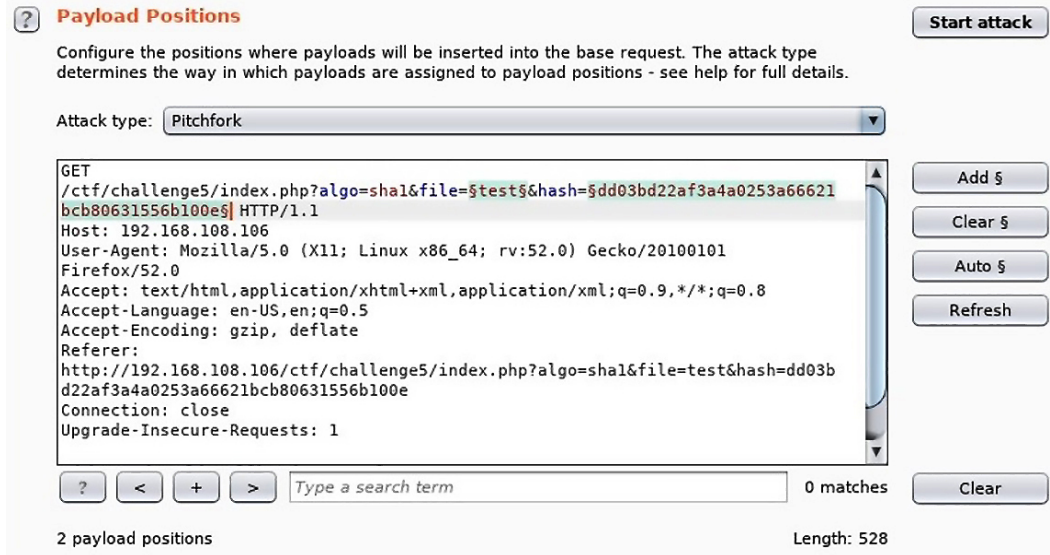 ? Payload Positions
Start attack
Configure the positions where payloads will be inserted into the base request. The attack type
determines the way in which payloads are assigned to payload positions - see help for full details.
Attack type: Pitchfork
GET
/ctf/challenge5/index.php?algo=sha1&file=§test§&hash=§dd03bd22af3a4a0253a66621
bcb80631556b100e§ HTTP/1.1
Host: 192.168.108.106
User-Agent: Mozilla/5.0 (X11; Linux x86_64; rv:52.0) Gecko/20100101
Firefox/52.0
Accept: text/html,application/xhtml+xml,application/xml;q=0.9,*/*;q=0.8
Accept-Language: en-US,en;q=0.5
Accept-Encoding: gzip, deflate
Referer:
http://192.168.108.106/ctf/challenge5/index.php?algo=sha1&file=test&hash=dd03b
d22af3a4a0253a66621bcb80631556b100e
Connection: close
Upgrade-Insecure-Requests: 1
Add §
Clear §
Auto §
Refresh
? < + > Type a search term 0 matches Clear
2 payload positions Length: 528